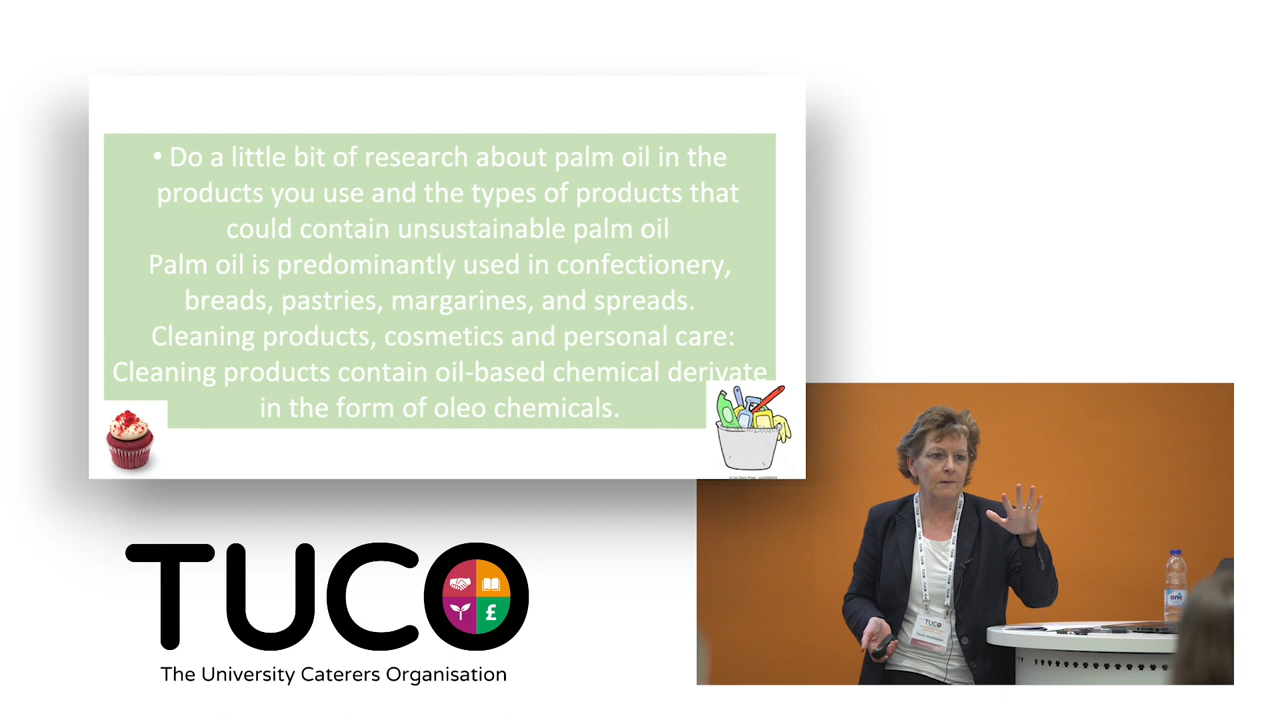 • Do a little bit of research about palm oil in the
products you use and the types of products that
could contain unsustainable palm oil
Palm oil is predominantly used in confectionery,
breads, pastries, margarines, and spreads.
Cleaning products, cosmetics and personal care:
Cleaning products contain oil-based chemical derivate
in the form of oleo chemicals.
TUCO
£
The University Caterers Organisation
TUCO
one